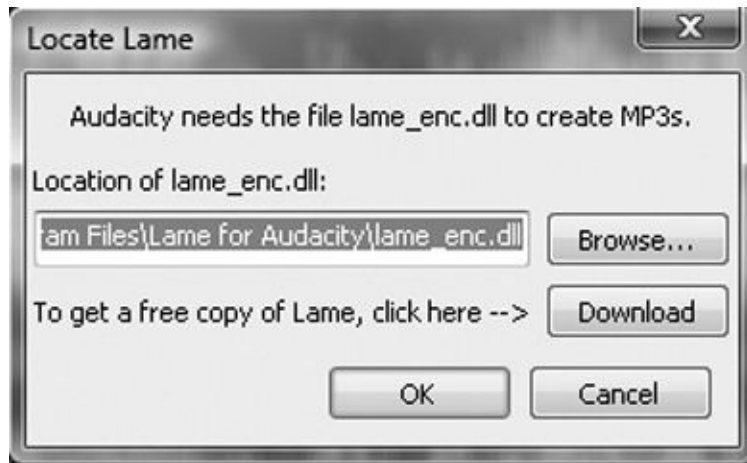 Locate Lame
Audacity needs the file lame_enc.dll to create MP3s.
Location of lame_enc.dll:
ram Files\Lame for Audacity\lame_enc.dll
Browse...
To get a free copy of Lame, click here -->
Download
OK
Cancel